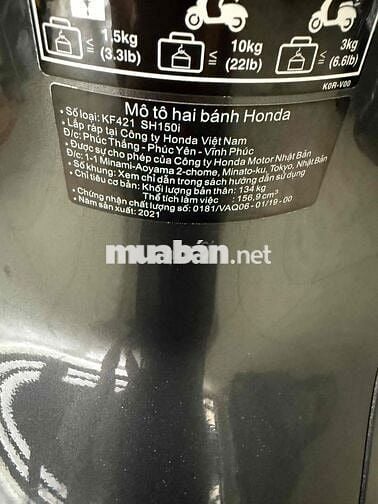 1,5kg
(3.3lb)
10kg
(22lb)
3kg
(6.6lb)
K0R-V00
Mô tô hai bánh Honda
• Số loại: KF421 SH150i
• Lắp ráp tại Công ty Honda Việt Nam
Đ/c: Phúc Thắng - Phúc Yên - Vĩnh Phúc
• Được sự cho phép của Công ty Honda Motor Nhật Bản
Đ/c: 1-1 Minami-Aoyama 2-chome, Minato-ku, Tokyo, Nhật Bản
• Số khung: Xem chỉ dẫn trong sách hướng dẫn sử dụng
• Chỉ tiêu cơ bản: Khối lượng bản thân: 134 kg
Thể tích làm việc : 156,9 cm³
• Chứng nhận chất lượng số: 0181/VAQ06 - 01/19 - 00
• Năm sản xuất: 2021
muabán.net